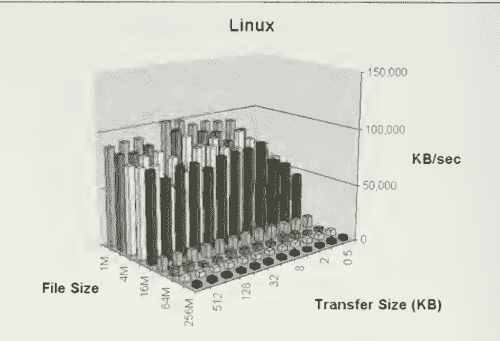 Linux
150,000
100,000
KB/sec
50,000
0
1M
4M
16M
64M
256M
512
128
32
8
2
0.5
File Size
Transfer Size (KB)